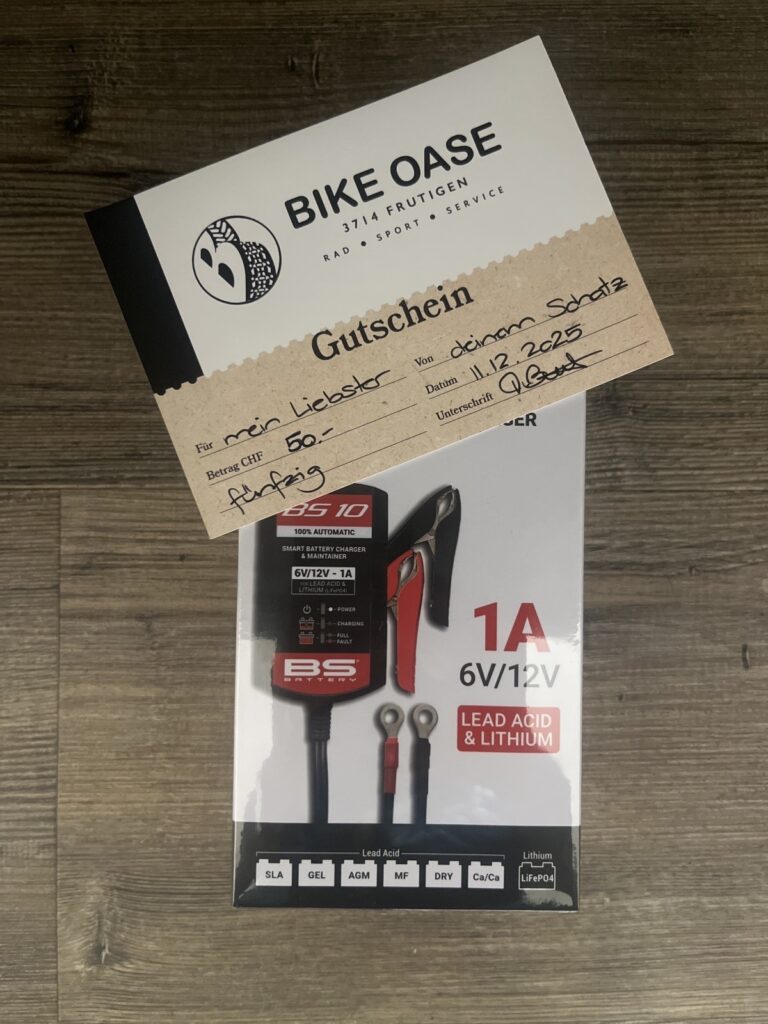 BIKE OASE
3714 FRUTIGEN
RAD • SPORT • SERVICE
Gutschein
Für mein Liebster
Von deinam Schatz
Betrag CHF 50.-
Datum 11.12.2025
fünfzig
Unterschrift
BS 10
100% AUTOMATIC
SMART BATTERY CHARGER
& MAINTAINER
6V/12V - 1A
FOR LEAD ACID &
LITHIUM (LiFePO4)
POWER
CHARGING
FULL
FAULT
BS®
BATTERY
1A
6V/12V
LEAD ACID
& LITHIUM
Lead Acid
SLA GEL AGM MF DRY Ca/Ca
Lithium
LiFePO4